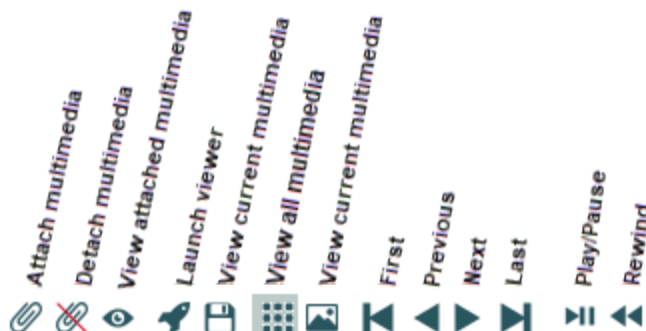 Attach multimedia
Detach multimedia
View attached multimedia
Launch viewer
View current multimedia
View all multimedia
View current multimedia
First
Previous
Next
Last
Play/Pause
Rewind